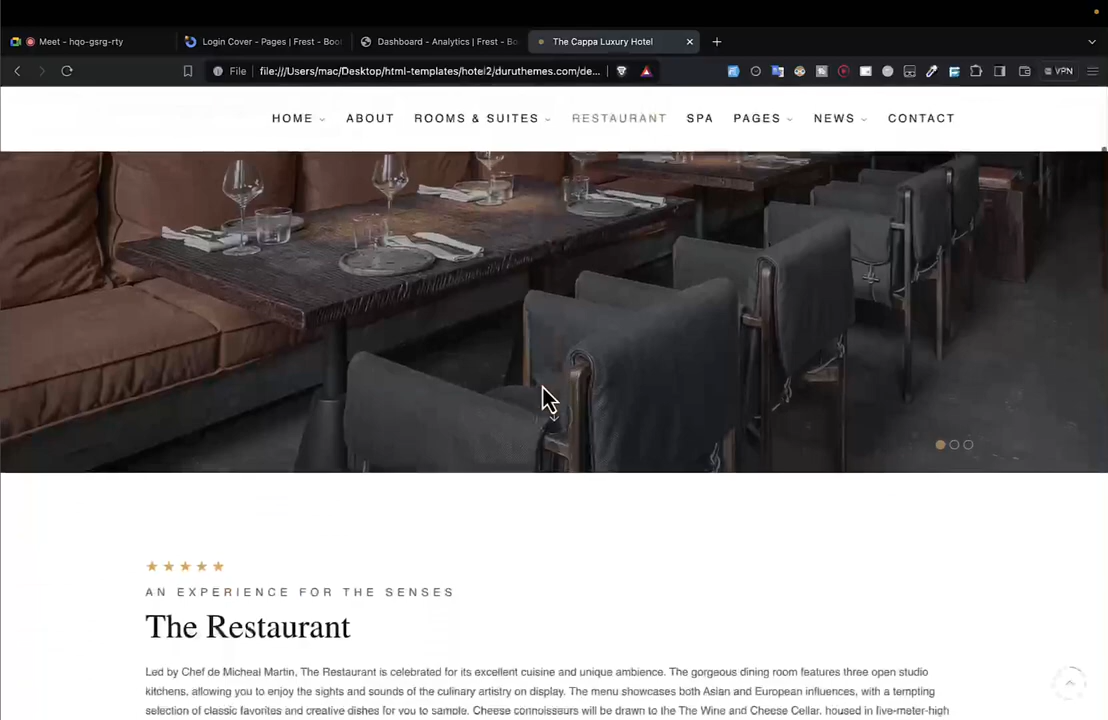 Meet - hqo-gsrg-rty
Login Cover - Pages | Frest - Boo
Dashboard - Analytics | Frest - Bo
The Cappa Luxury Hotel
File
file:///Users/mac/Desktop/html-templates/hotel2/duruthemes.com/de...
VPN
HOME ABOUT ROOMS & SUITES RESTAURANT SPA PAGES NEWS CONTACT
AN EXPERIENCE FOR THE SENSES
The Restaurant
Led by Chef de Micheal Martin, The Restaurant is celebrated for its excellent cuisine and unique ambience. The gorgeous dining room features three open studio
kitchens, allowing you to enjoy the sights and sounds of the culinary artistry on display. The menu showcases both Asian and European influences, with a tempting
selection of classic favorites and creative dishes for you to sample. Cheese connoisseurs will be drawn to the The Wine and Cheese Cellar, housed in five-meter-high